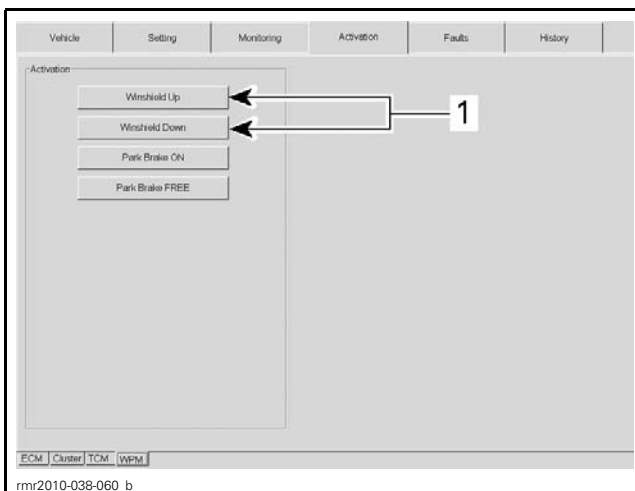 Vehicle Setting Monitoring Activation Faults History
Activation
Winshield Up
1
Winshield Down
Park Brake ON
Park Brake FREE
ECM Cluster TCM WPM
rmr2010-038-060_b